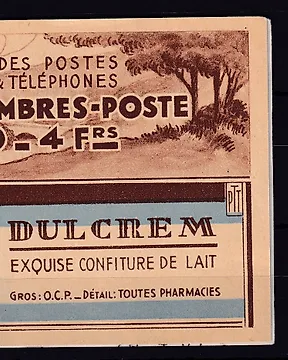 DES POSTES
& TÉLÉPHONES
MBRES-POSTE
- 4 FRS
PTT
DULCREM
EXQUISE CONFITURE DE LAIT
GROS: O.C.P. - DÉTAIL: TOUTES PHARMACIES